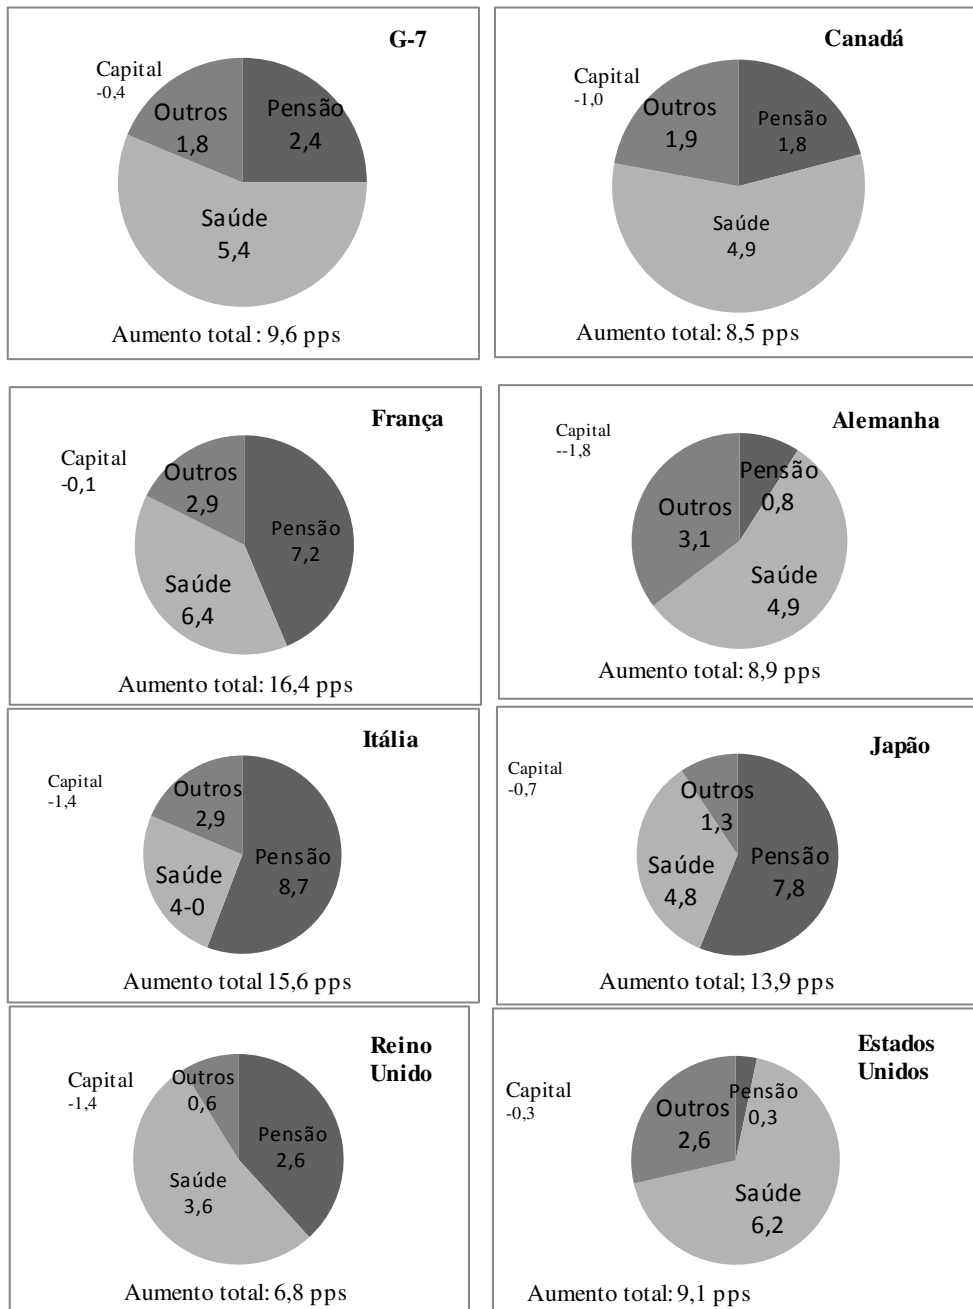 G-7
Capital
-0,4
Outros
1,8
Pensão
2,4
Saúde
5,4
Aumento total : 9,6 pps
Canadá
Capital
-1,0
Outros
1,9
Pensão
1,8
Saúde
4,9
Aumento total: 8,5 pps
França
Capital
-0,1
Outros
2,9
Pensão
7,2
Saúde
6,4
Aumento total: 16,4 pps
Alemanha
Capital
--1,8
Pensão
0,8
Outros
3,1
Saúde
4,9
Aumento total: 8,9 pps
Itália
Capital
-1,4
Outros
2,9
Pensão
8,7
Saúde
4-0
Aumento total 15,6 pps
Japão
Capital
-0,7
Outros
1,3
Pensão
7,8
Saúde
4,8
Aumento total; 13,9 pps
Reino
Unido
Capital
-1,4
Outros
0,6
Pensão
2,6
Saúde
3,6
Aumento total: 6,8 pps
Estados
Unidos
Capital
-0,3
Pensão
0,3
Outros
2,6
Saúde
6,2
Aumento total: 9,1 pps